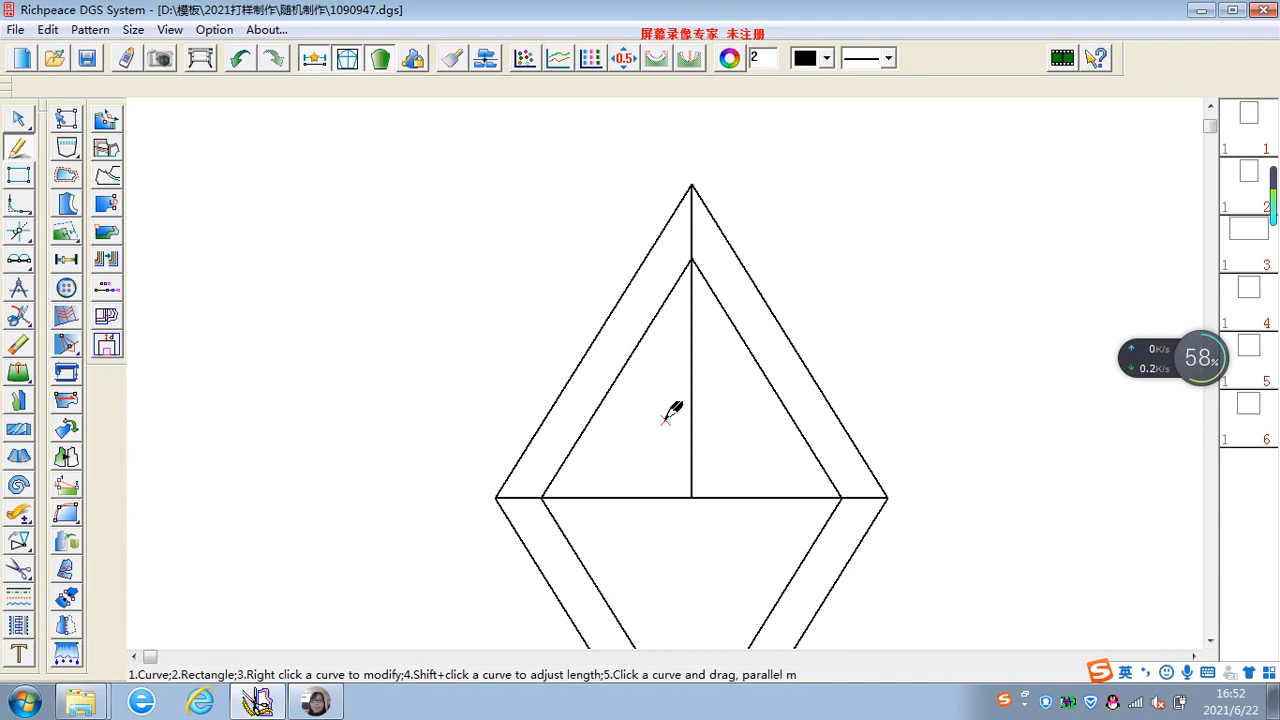 Richpeace DGS System - [D:\模板\2021打样制作\随机制作\1090947.dgs]
File Edit Pattern Size View Option About...
屏幕录像专家 未注册
0.5
2
1 1
1 2
1 3
1 4
1 5
1 6
0K/s
0.2K/s
58%
T
1.Curve;2.Rectangle;3.Right click a curve to modify;4.Shift+click a curve to adjust length;5.Click a curve and drag, parallel m
英
16:52
2021/6/22